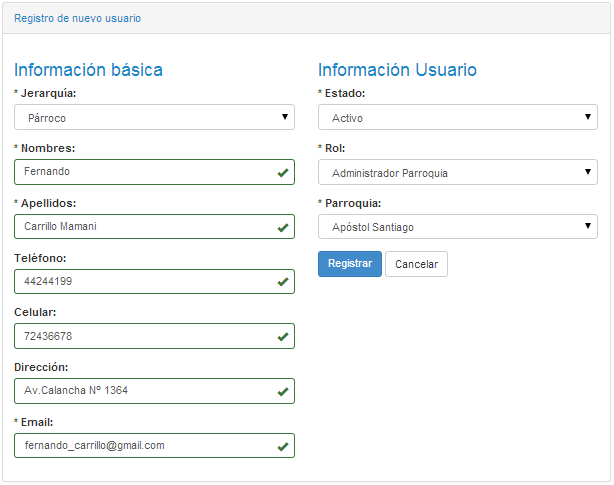 Registro de nuevo usuario
Información básica
* Jerarquía:
Párroco
* Nombres:
Fernando
* Apellidos:
Carrillo Mamani
Teléfono:
44244199
Celular:
72436678
Dirección:
Av.Calancha Nº 1364
* Email:
fernando_carrillo@gmail.com
Información Usuario
* Estado:
Activo
* Rol:
Administrador Parroquia
* Parroquia:
Apóstol Santiago
Registrar Cancelar